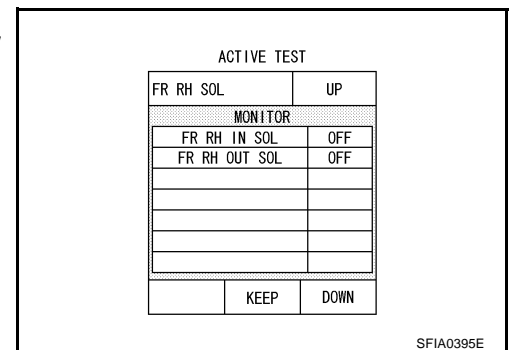 ACTIVE TEST
FR RH SOL UP
MONITOR
FR RH IN SOL OFF
FR RH OUT SOL OFF
KEEP DOWN
SFIA0395E